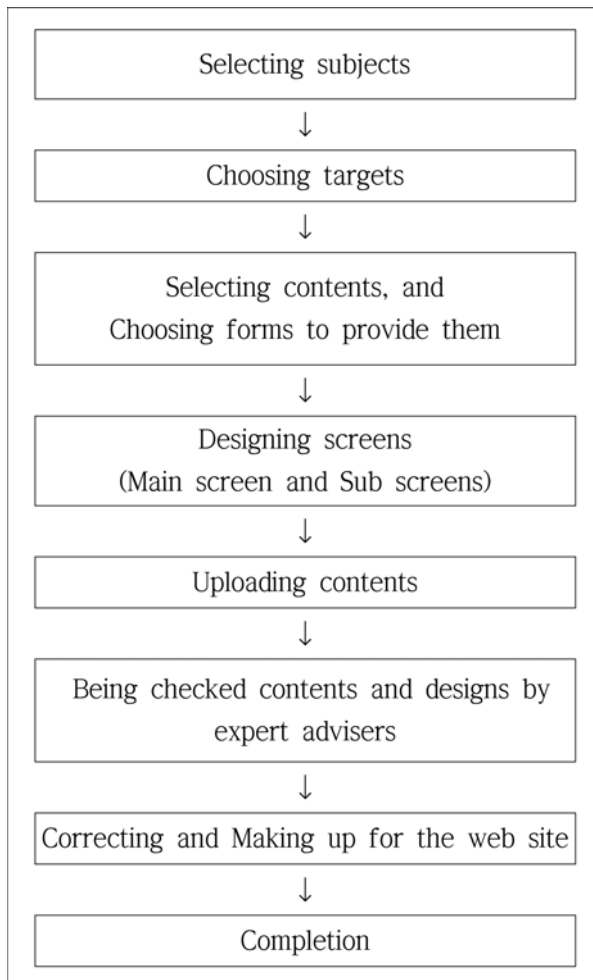 Selecting subjects
↓
Choosing targets
↓
Selecting contents, and
Choosing forms to provide them
↓
Designing screens
(Main screen and Sub screens)
↓
Uploading contents
↓
Being checked contents and designs by
expert advisers
↓
Correcting and Making up for the web site
↓
Completion